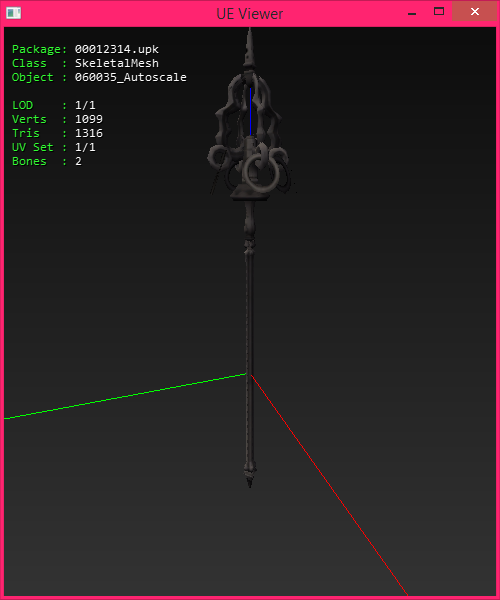 UE Viewer
Package: 00012314.upk
Class  : SkeletalMesh
Object : 060035_Autoscale
LOD    : 1/1
Verts  : 1099
Tris   : 1316
UV Set : 1/1
Bones  : 2